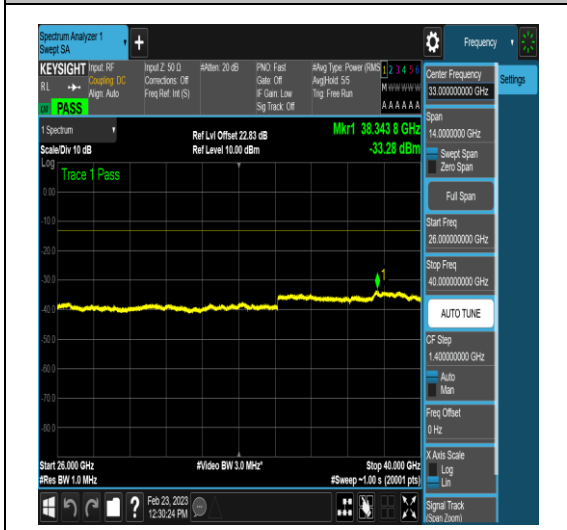 Spectrum Analyzer 1
Swept SA
+
Frequency
KEYSIGHT
RL
Input: RF
Coupling: DC
Align: Auto
Input Z: 50 Ω
Corrections: Off
Freq Ref: Int (S)
#Atten: 20 dB
PNO: Fast
Gate: Off
IF Gain: Low
Sig Track: Off
#Avg Type: Power (RMS
Avg|Hold: 5/5
Trig: Free Run
1 2 3 4 5 6
M W W W W W
A A A A A A
PASS
1 Spectrum
Scale/Div 10 dB
Ref Lvl Offset 22.83 dB
Ref Level 10.00 dBm
Mkr1 38.343 8 GHz
-33.28 dBm
Log
Trace 1 Pass
0.00
-10.0
-20.0
-30.0
-40.0
-50.0
-60.0
-70.0
-80.0
1
Start 26.000 GHz
#Res BW 1.0 MHz
#Video BW 3.0 MHz*
Stop 40.000 GHz
#Sweep ~1.00 s (20001 pts)
Feb 23, 2023
12:30:24 PM
Center Frequency
33.000000000 GHz
Settings
Span
14.0000000 GHz
Swept Span
Zero Span
Full Span
Start Freq
26.000000000 GHz
Stop Freq
40.000000000 GHz
AUTO TUNE
CF Step
1.400000000 GHz
Auto
Man
Freq Offset
0 Hz
X Axis Scale
Log
Lin
Signal Track
(Span Zoom)